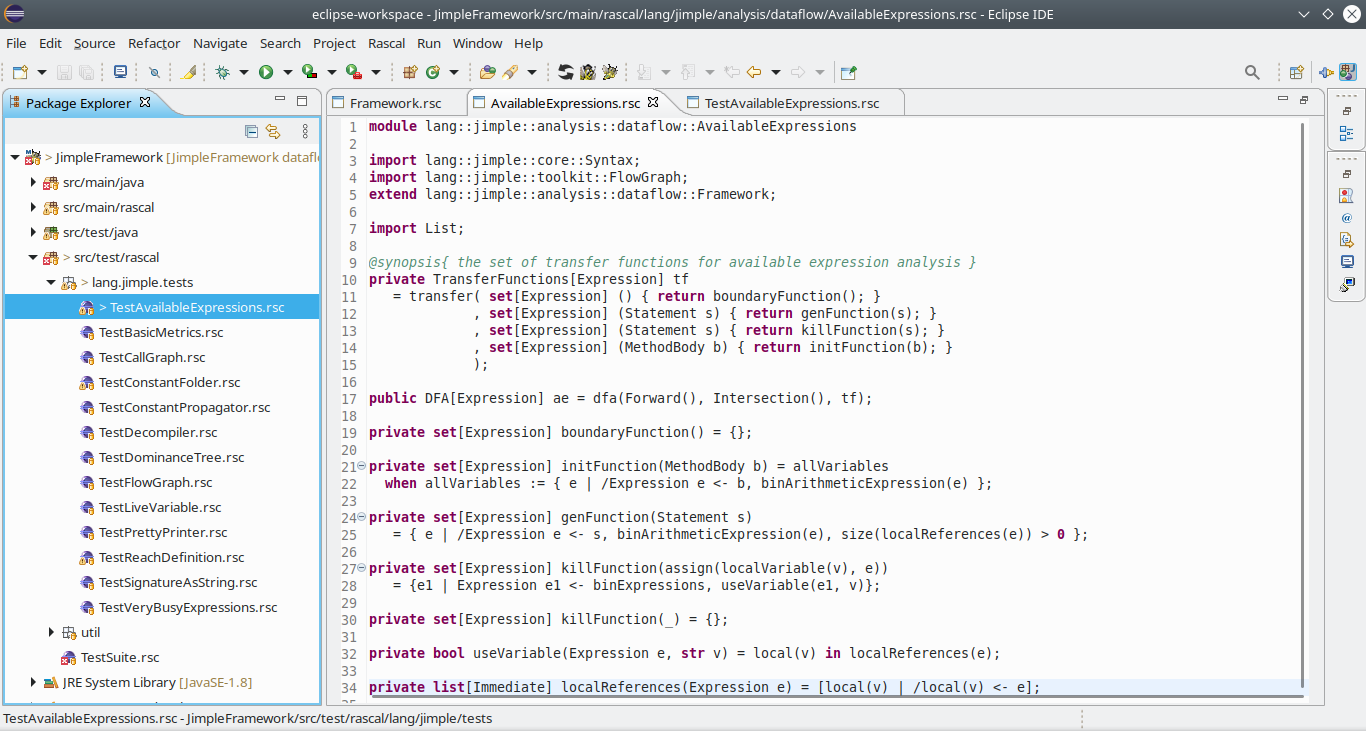 eclipse-workspace - JimpleFramework/src/main/rascal/lang/jimple/analysis/dataflow/AvailableExpressions.rsc - Eclipse IDE
File Edit Source Refactor Navigate Search Project Rascal Run Window Help
Package Explorer
> JimpleFramework [JimpleFramework datafl
src/main/java
src/main/rascal
src/test/java
> src/test/rascal
> lang.jimple.tests
> TestAvailableExpressions.rsc
TestBasicMetrics.rsc
TestCallGraph.rsc
TestConstantFolder.rsc
TestConstantPropagator.rsc
TestDecompiler.rsc
TestDominanceTree.rsc
TestFlowGraph.rsc
TestLiveVariable.rsc
TestPrettyPrinter.rsc
TestReachDefinition.rsc
TestSignatureAsString.rsc
TestVeryBusyExpressions.rsc
util
TestSuite.rsc
JRE System Library [JavaSE-1.8]
Framework.rsc AvailableExpressions.rsc TestAvailableExpressions.rsc
1 module lang::jimple::analysis::dataflow::AvailableExpressions
2
3 import lang::jimple::core::Syntax;
4 import lang::jimple::toolkit::FlowGraph;
5 extend lang::jimple::analysis::dataflow::Framework;
6
7 import List;
8
9 @synopsis{ the set of transfer functions for available expression analysis }
10 private TransferFunctions[Expression] tf
11 = transfer( set[Expression] () { return boundaryFunction(); }
12 , set[Expression] (Statement s) { return genFunction(s); }
13 , set[Expression] (Statement s) { return killFunction(s); }
14 , set[Expression] (MethodBody b) { return initFunction(b); }
15 );
16
17 public DFA[Expression] ae = dfa(Forward(), Intersection(), tf);
18
19 private set[Expression] boundaryFunction() = {};
20
21 private set[Expression] initFunction(MethodBody b) = allVariables
22 when allVariables := { e | /Expression e <- b, binArithmeticExpression(e) };
23
24 private set[Expression] genFunction(Statement s)
25 = { e | /Expression e <- s, binArithmeticExpression(e), size(localReferences(e)) > 0 };
26
27 private set[Expression] killFunction(assign(localVariable(v), e))
28 = {e1 | Expression e1 <- binExpressions, useVariable(e1, v)};
29
30 private set[Expression] killFunction(_) = {};
31
32 private bool useVariable(Expression e, str v) = local(v) in localReferences(e);
33
34 private list[Immediate] localReferences(Expression e) = [local(v) | /local(v) <- e];
TestAvailableExpressions.rsc - JimpleFramework/src/test/rascal/lang/jimple/tests